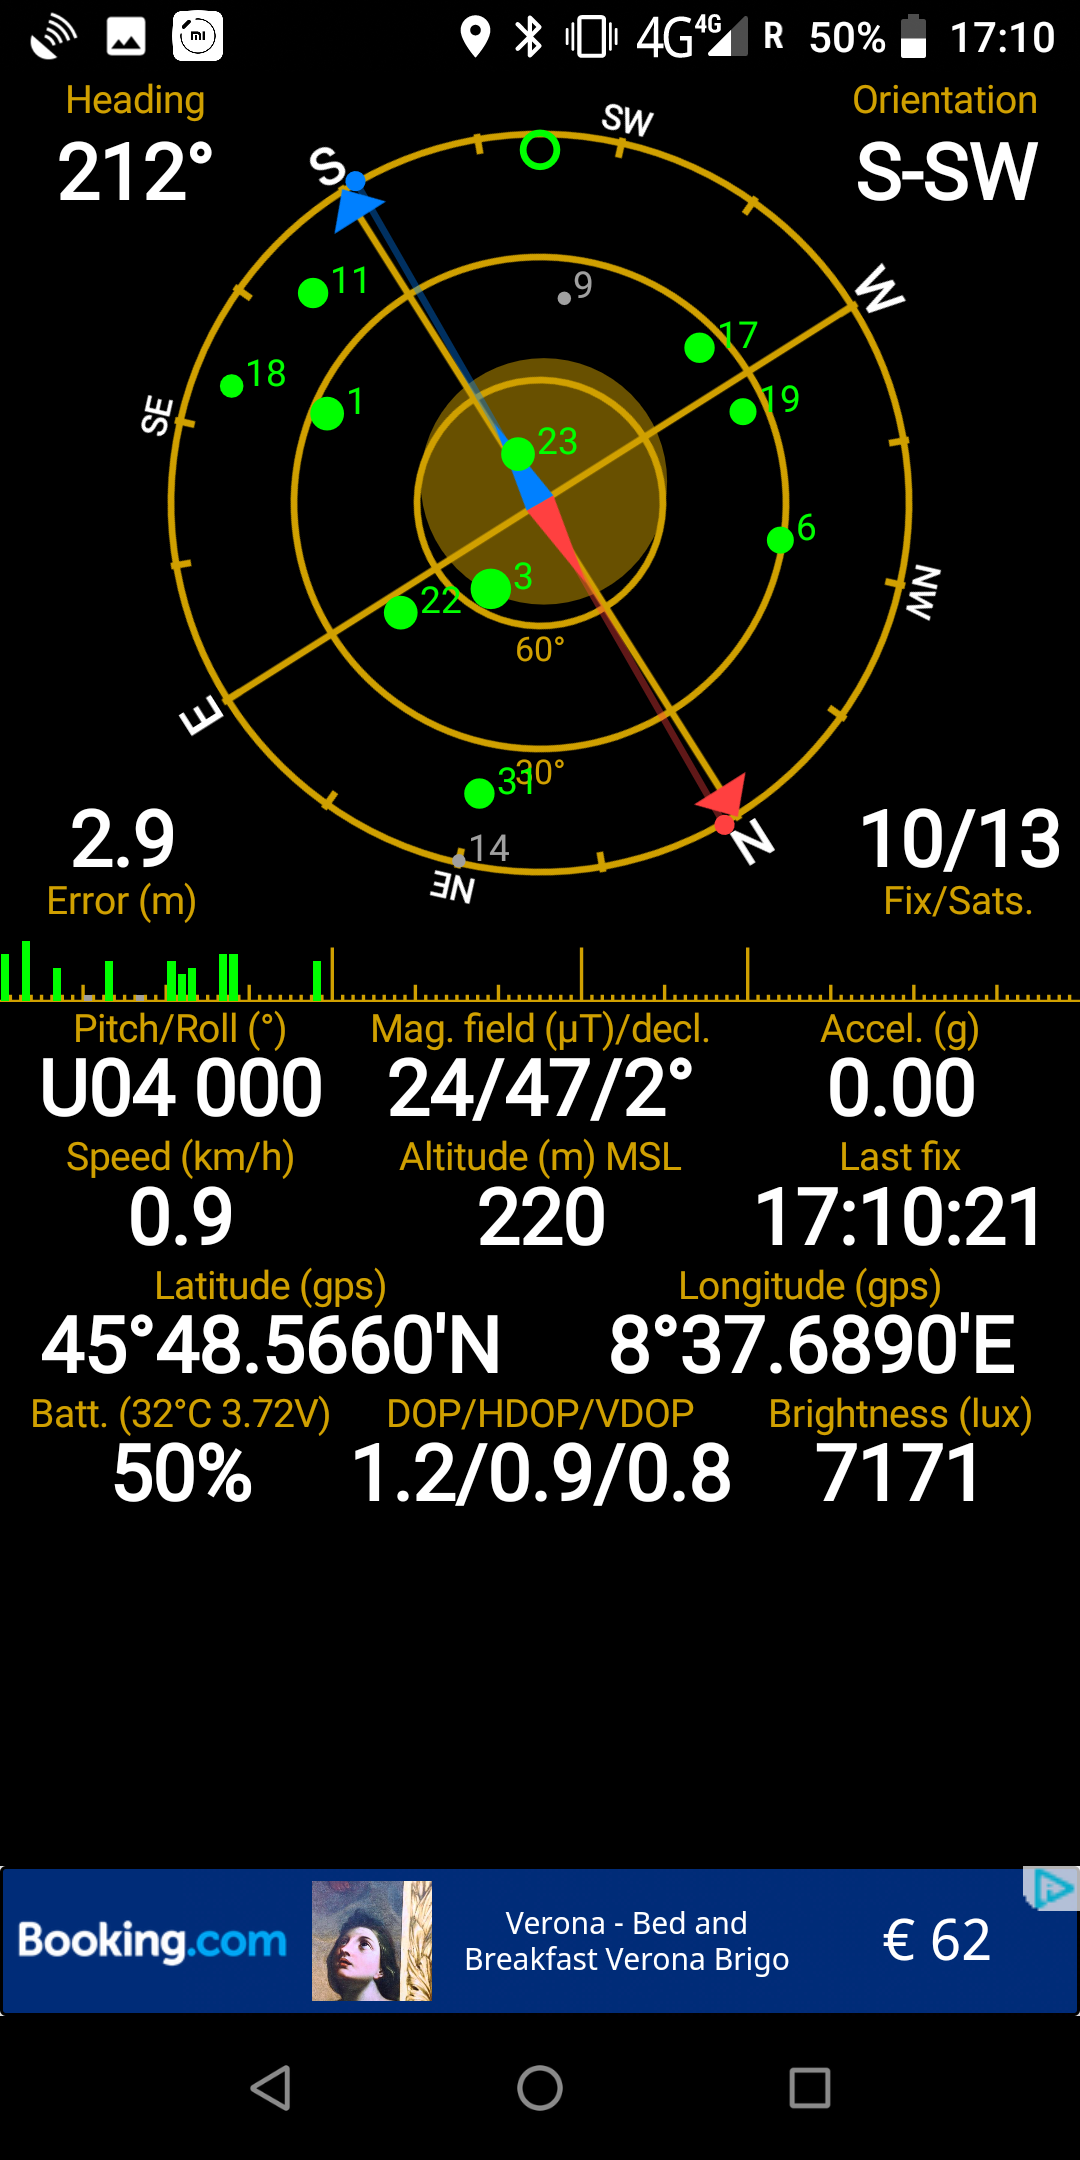 mi 4G 4G R 50% 17:10
Heading Orientation
212° S-SW
SW
S
W
11
9
17
18
1
19
SE
23
6
3
22
NW
60°
E
30°
31
N
14
NE
2.9 10/13
Error (m) Fix/Sats.
Pitch/Roll (°) Mag. field (μT)/decl. Accel. (g)
U04 000 24/47/2° 0.00
Speed (km/h) Altitude (m) MSL Last fix
0.9 220 17:10:21
Latitude (gps) Longitude (gps)
45°48.5660'N 8°37.6890'E
Batt. (32°C 3.72V) DOP/HDOP/VDOP Brightness (lux)
50% 1.2/0.9/0.8 7171
Booking.com
Verona - Bed and
Breakfast Verona Brigo
€ 62